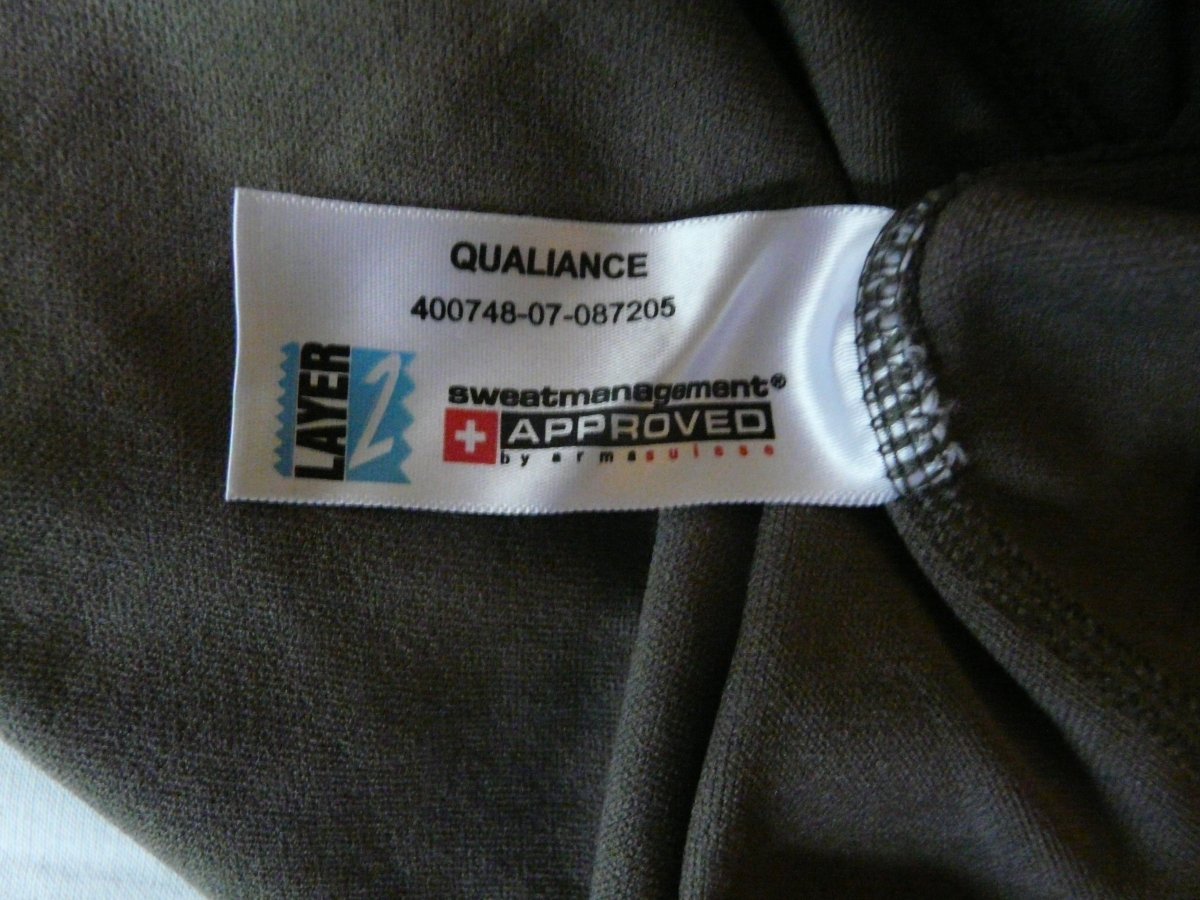 QUALIANCE
400748-07-087205
LAYER 2
sweatmanagement®
APPROVED
by armasuisse